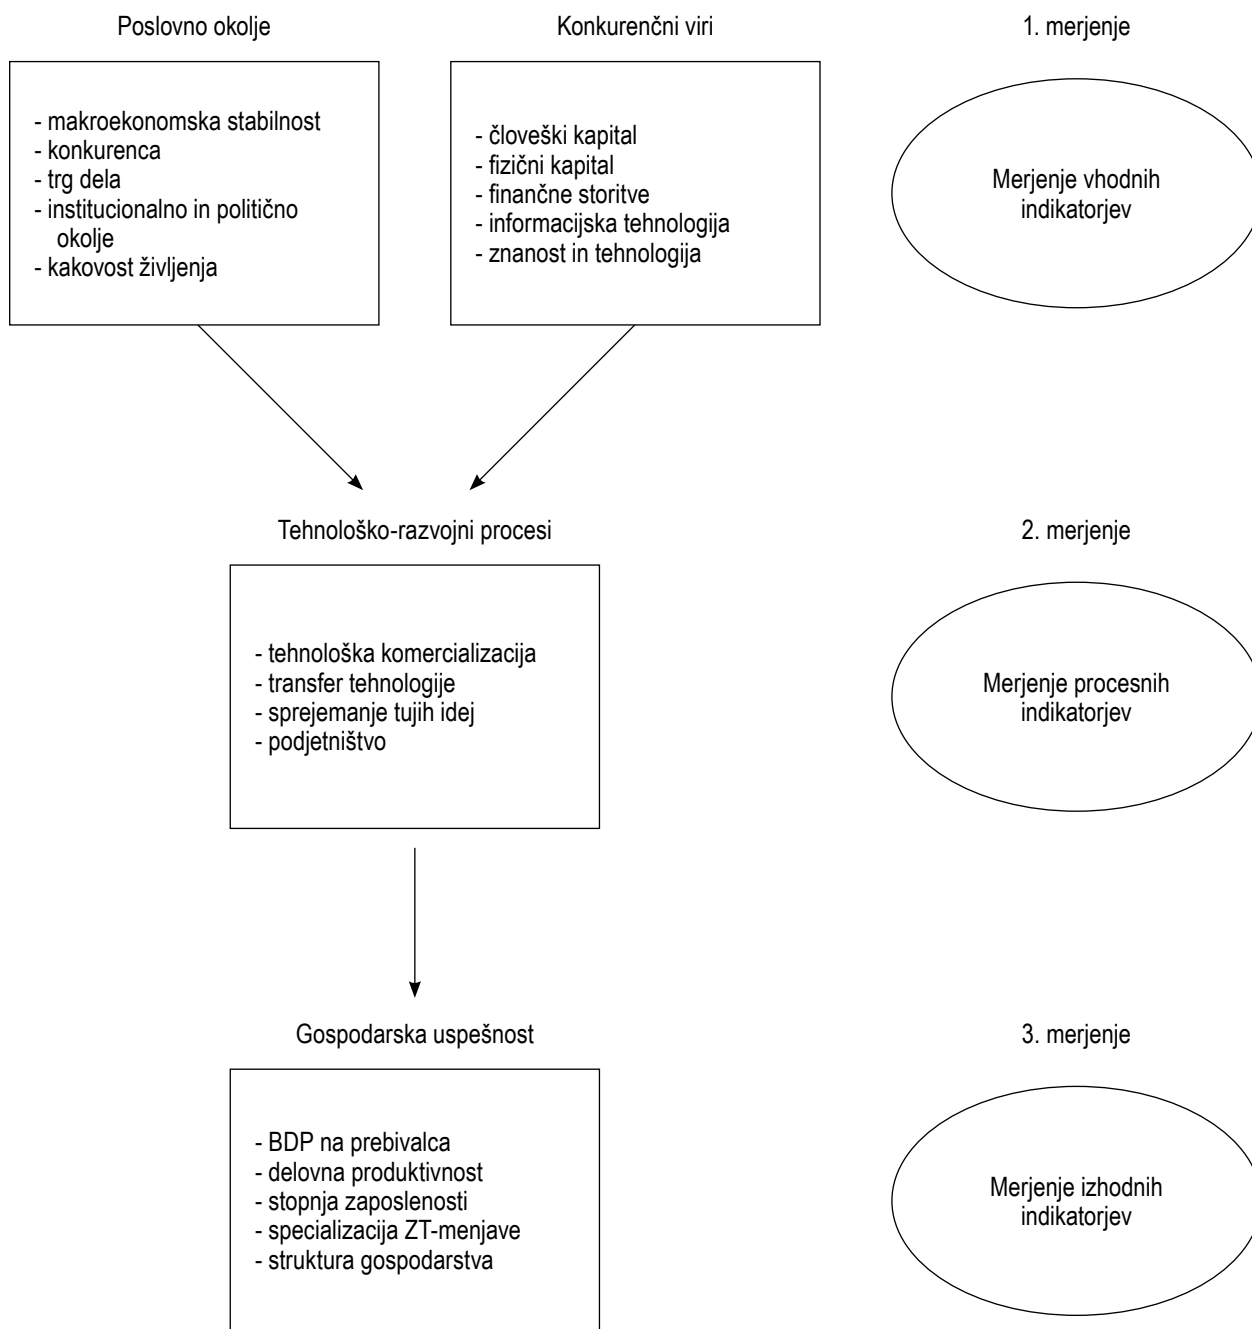 Poslovno okolje
- makroekonomska stabilnost
- konkurenca
- trg dela
- institucionalno in politično
okolje
- kakovost življenja
Konkurenčni viri
- človeški kapital
- fizični kapital
- finančne storitve
- informacijska tehnologija
- znanost in tehnologija
1. merjenje
Merjenje vhodnih
indikatorjev
Tehnološko-razvojni procesi
- tehnološka komercializacija
- transfer tehnologije
- sprejemanje tujih idej
- podjetništvo
2. merjenje
Merjenje procesnih
indikatorjev
Gospodarska uspešnost
- BDP na prebivalca
- delovna produktivnost
- stopnja zaposlenosti
- specializacija ZT-menjave
- struktura gospodarstva
3. merjenje
Merjenje izhodnih
indikatorjev